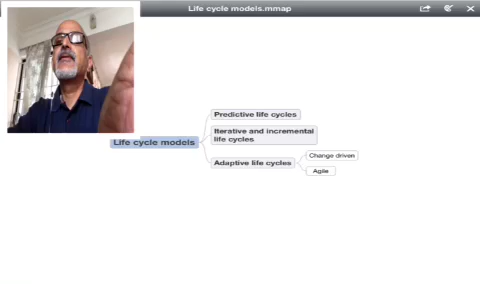 Life cycle models.mmap
Predictive life cycles
Iterative and incremental
life cycles
Life cycle models
Adaptive life cycles
Change driven
Agile